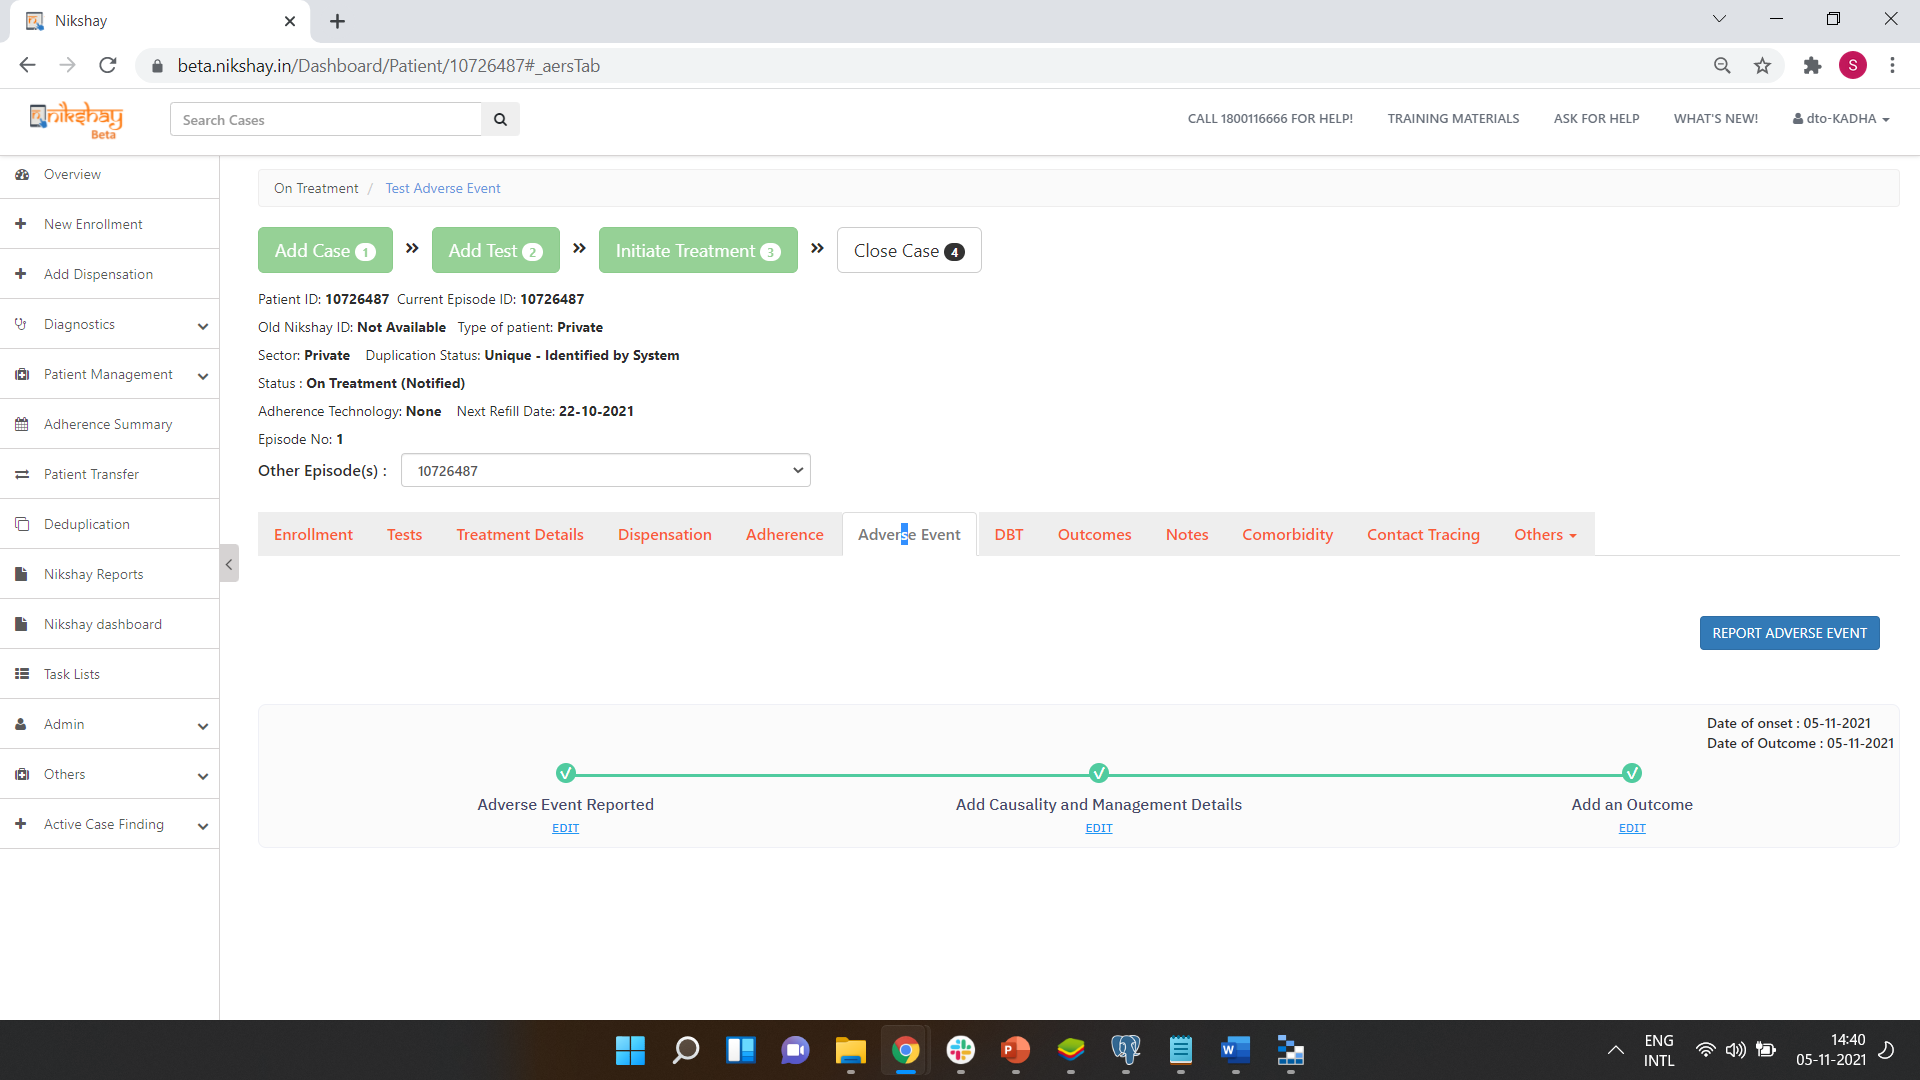 Nikshay
beta.nikshay.in/Dashboard/Patient/10726487#_aersTab
S
nikshay
Beta
Search Cases
CALL 1800116666 FOR HELP!
TRAINING MATERIALS
ASK FOR HELP
WHAT'S NEW!
dto-KADHA
Overview
New Enrollment
Add Dispensation
Diagnostics
Patient Management
Adherence Summary
Patient Transfer
Deduplication
Nikshay Reports
Nikshay dashboard
Task Lists
Admin
Others
Active Case Finding
On Treatment / Test Adverse Event
Add Case 1 » Add Test 2 » Initiate Treatment 3 » Close Case 4
Patient ID: 10726487 Current Episode ID: 10726487
Old Nikshay ID: Not Available Type of patient: Private
Sector: Private Duplication Status: Unique - Identified by System
Status : On Treatment (Notified)
Adherence Technology: None Next Refill Date: 22-10-2021
Episode No: 1
Other Episode(s) : 10726487
Enrollment Tests Treatment Details Dispensation Adherence Adverse Event DBT Outcomes Notes Comorbidity Contact Tracing Others
REPORT ADVERSE EVENT
Date of onset : 05-11-2021
Date of Outcome : 05-11-2021
Adverse Event Reported
EDIT
Add Causality and Management Details
EDIT
Add an Outcome
EDIT
ENG
INTL
14:40
05-11-2021